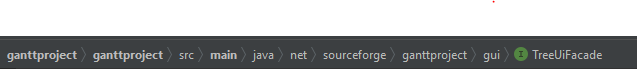 ganttproject 〉 ganttproject 〉 src 〉 main 〉 java 〉 net 〉 sourceforge 〉 ganttproject 〉 gui 〉 I TreeUiFacade